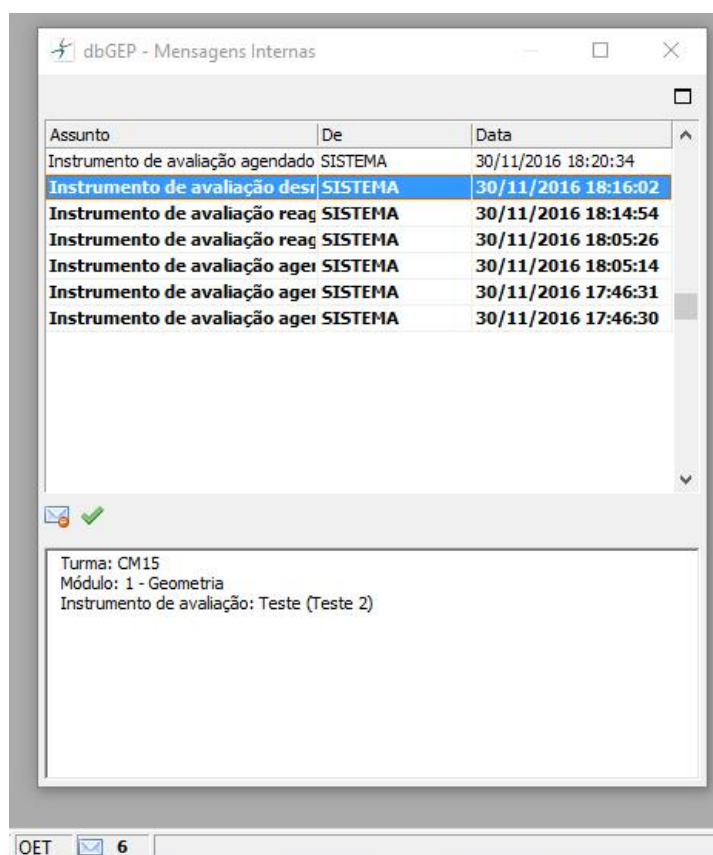 dbGEP - Mensagens Internas
Assunto De Data
Instrumento de avaliação agendado SISTEMA 30/11/2016 18:20:34
Instrumento de avaliação desm SISTEMA 30/11/2016 18:16:02
Instrumento de avaliação reag SISTEMA 30/11/2016 18:14:54
Instrumento de avaliação reag SISTEMA 30/11/2016 18:05:26
Instrumento de avaliação agen SISTEMA 30/11/2016 18:05:14
Instrumento de avaliação agen SISTEMA 30/11/2016 17:46:31
Instrumento de avaliação agen SISTEMA 30/11/2016 17:46:30
Turma: CM15
Módulo: 1 - Geometria
Instrumento de avaliação: Teste (Teste 2)
OET 6